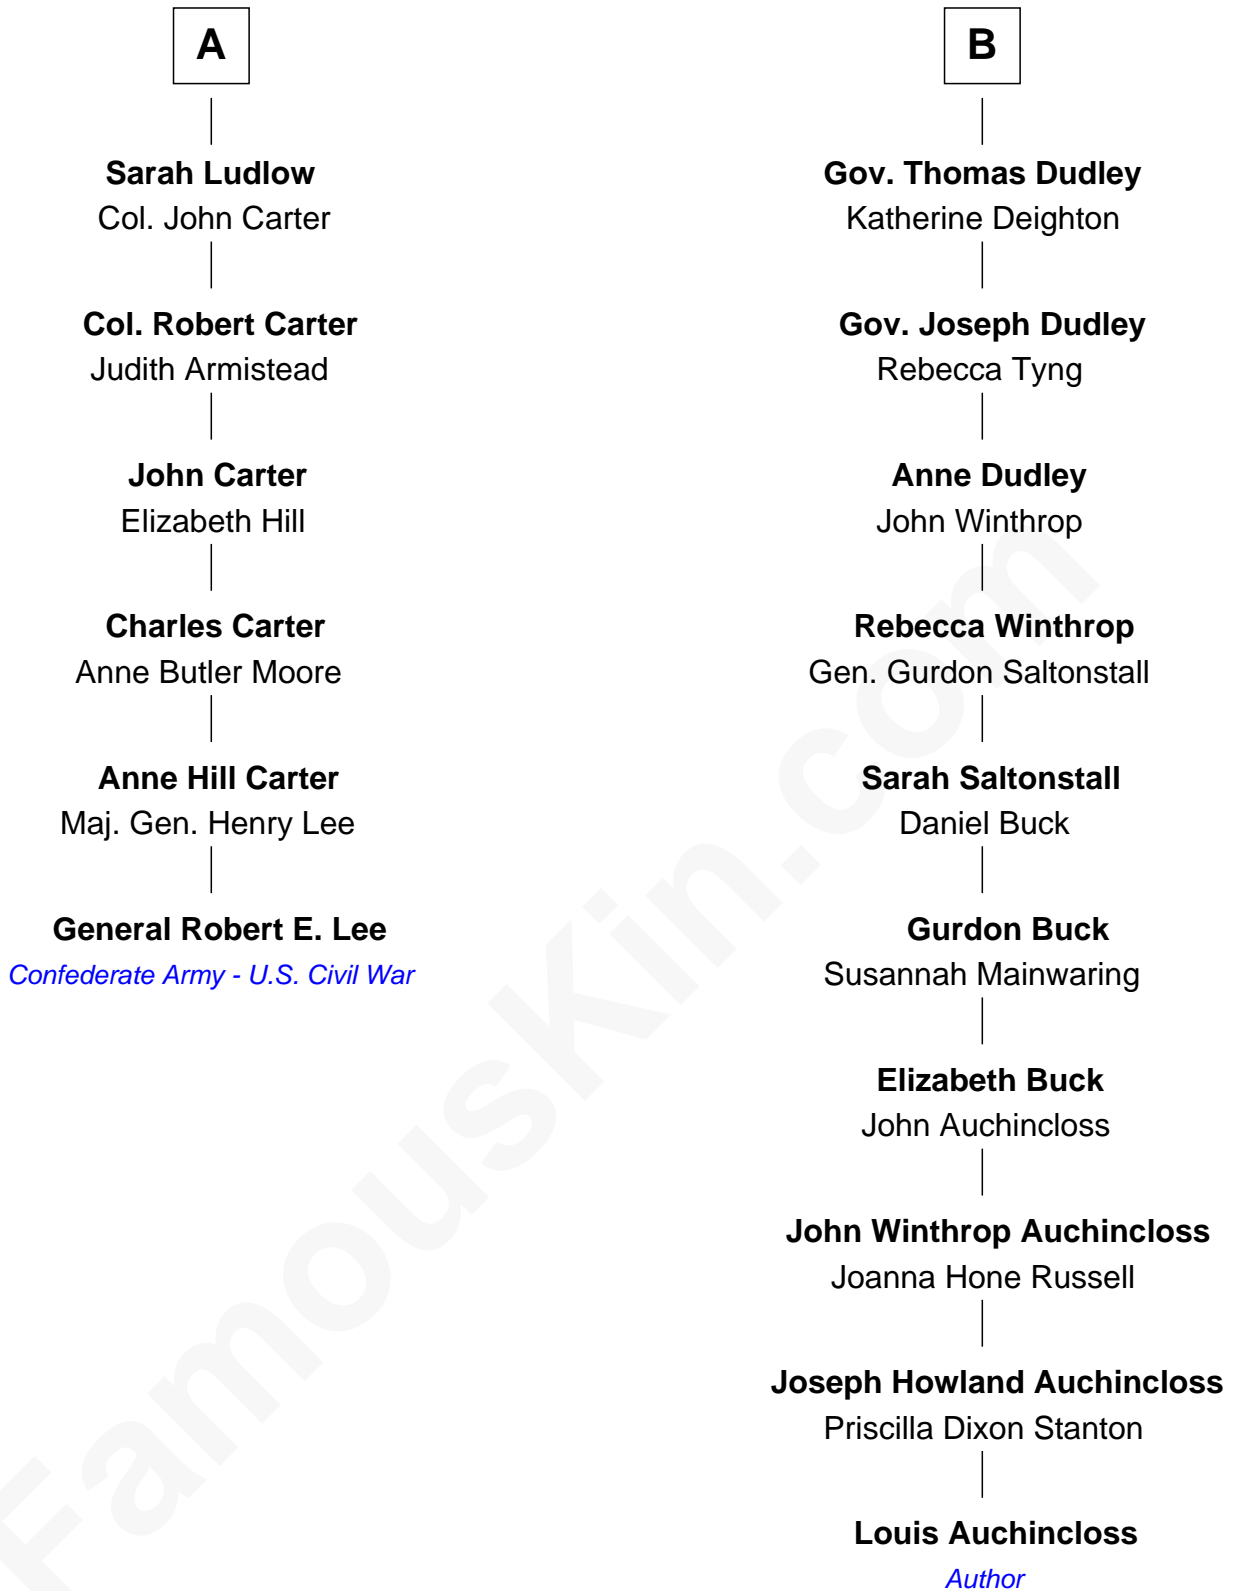 A
Sarah Ludlow
Col. John Carter
Col. Robert Carter
Judith Armistead
John Carter
Elizabeth Hill
Charles Carter
Anne Butler Moore
Anne Hill Carter
Maj. Gen. Henry Lee
General Robert E. Lee
Confederate Army - U.S. Civil War
B
Gov. Thomas Dudley
Katherine Deighton
Gov. Joseph Dudley
Rebecca Tyng
Anne Dudley
John Winthrop
Rebecca Winthrop
Gen. Gurdon Saltonstall
Sarah Saltonstall
Daniel Buck
Gurdon Buck
Susannah Mainwaring
Elizabeth Buck
John Auchincloss
John Winthrop Auchincloss
Joanna Hone Russell
Joseph Howland Auchincloss
Priscilla Dixon Stanton
Louis Auchincloss
Author
FamousKin.com